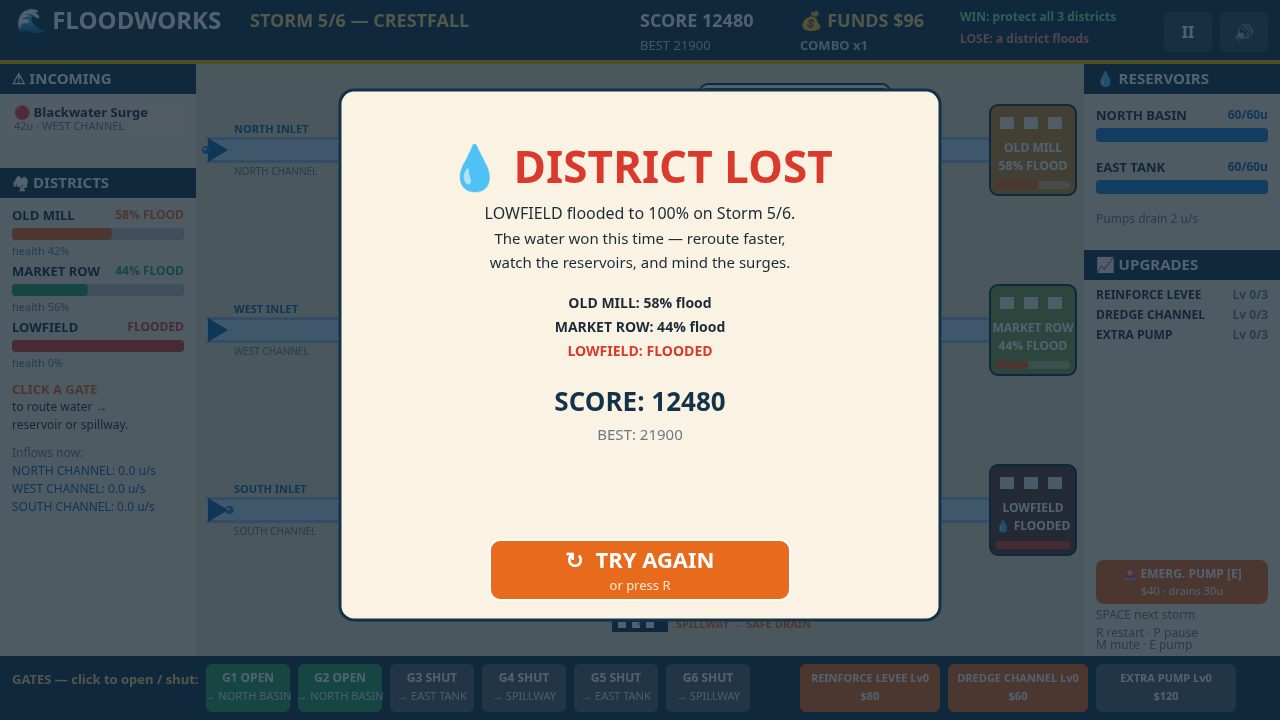 🌊 FLOODWORKS
STORM 5/6 — CRESTFALL
SCORE 12480
BEST 21900
💰 FUNDS $96
COMBO x1
WIN: protect all 3 districts
LOSE: a district floods
II
🔊
⚠ INCOMING
🔴 Blackwater Surge
42u · WEST CHANNEL
🏘 DISTRICTS
OLD MILL 58% FLOOD
health 42%
MARKET ROW 44% FLOOD
health 56%
LOWFIELD FLOODED
health 0%
CLICK A GATE
to route water →
reservoir or spillway.
Inflows now:
NORTH CHANNEL: 0.0 u/s
WEST CHANNEL: 0.0 u/s
SOUTH CHANNEL: 0.0 u/s
NORTH INLET
NORTH CHANNEL
WEST INLET
WEST CHANNEL
SOUTH INLET
SOUTH CHANNEL
💧 DISTRICT LOST
LOWFIELD flooded to 100% on Storm 5/6.
The water won this time — reroute faster,
watch the reservoirs, and mind the surges.
OLD MILL: 58% flood
MARKET ROW: 44% flood
LOWFIELD: FLOODED
SCORE: 12480
BEST: 21900
↻ TRY AGAIN
or press R
SPILLWAY → SAFE DRAIN
OLD MILL
58% FLOOD
MARKET ROW
44% FLOOD
LOWFIELD
💧 FLOODED
💧 RESERVOIRS
NORTH BASIN 60/60u
EAST TANK 60/60u
Pumps drain 2 u/s
📈 UPGRADES
REINFORCE LEVEE Lv 0/3
DREDGE CHANNEL Lv 0/3
EXTRA PUMP Lv 0/3
🚨 EMERG. PUMP [E]
$40 · drains 30u
SPACE next storm
R restart · P pause
M mute · E pump
GATES — click to open / shut:
G1 OPEN
→ NORTH BASIN
G2 OPEN
→ NORTH BASIN
G3 SHUT
→ EAST TANK
G4 SHUT
→ SPILLWAY
G5 SHUT
→ EAST TANK
G6 SHUT
→ SPILLWAY
REINFORCE LEVEE Lv0
$80
DREDGE CHANNEL Lv0
$60
EXTRA PUMP Lv0
$120